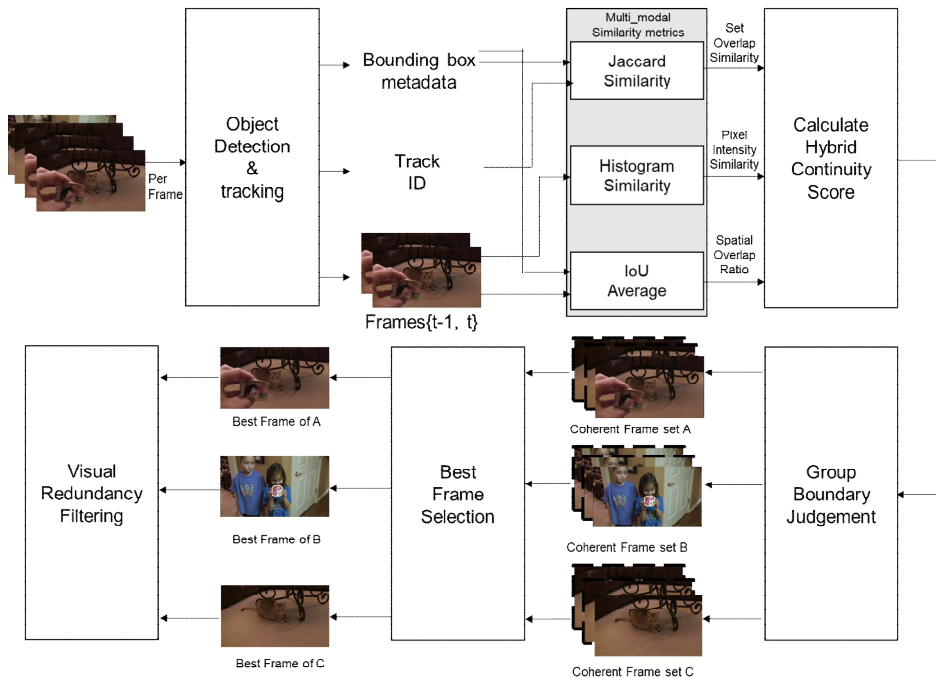 Per
Frame
Object
Detection
&
tracking
Bounding box
metadata
Track
ID
Frames{t-1, t}
Multi_modal
Similarity metrics
Jaccard
Similarity
Histogram
Similarity
IoU
Average
Set
Overlap
Similarity
Pixel
Intensity
Similarity
Spatial
Overlap
Ratio
Calculate
Hybrid
Continuity
Score
Visual
Redundancy
Filtering
Best Frame of A
Best Frame of B
Best Frame of C
Best
Frame
Selection
Coherent Frame set A
Coherent Frame set B
Coherent Frame set C
Group
Boundary
Judgement